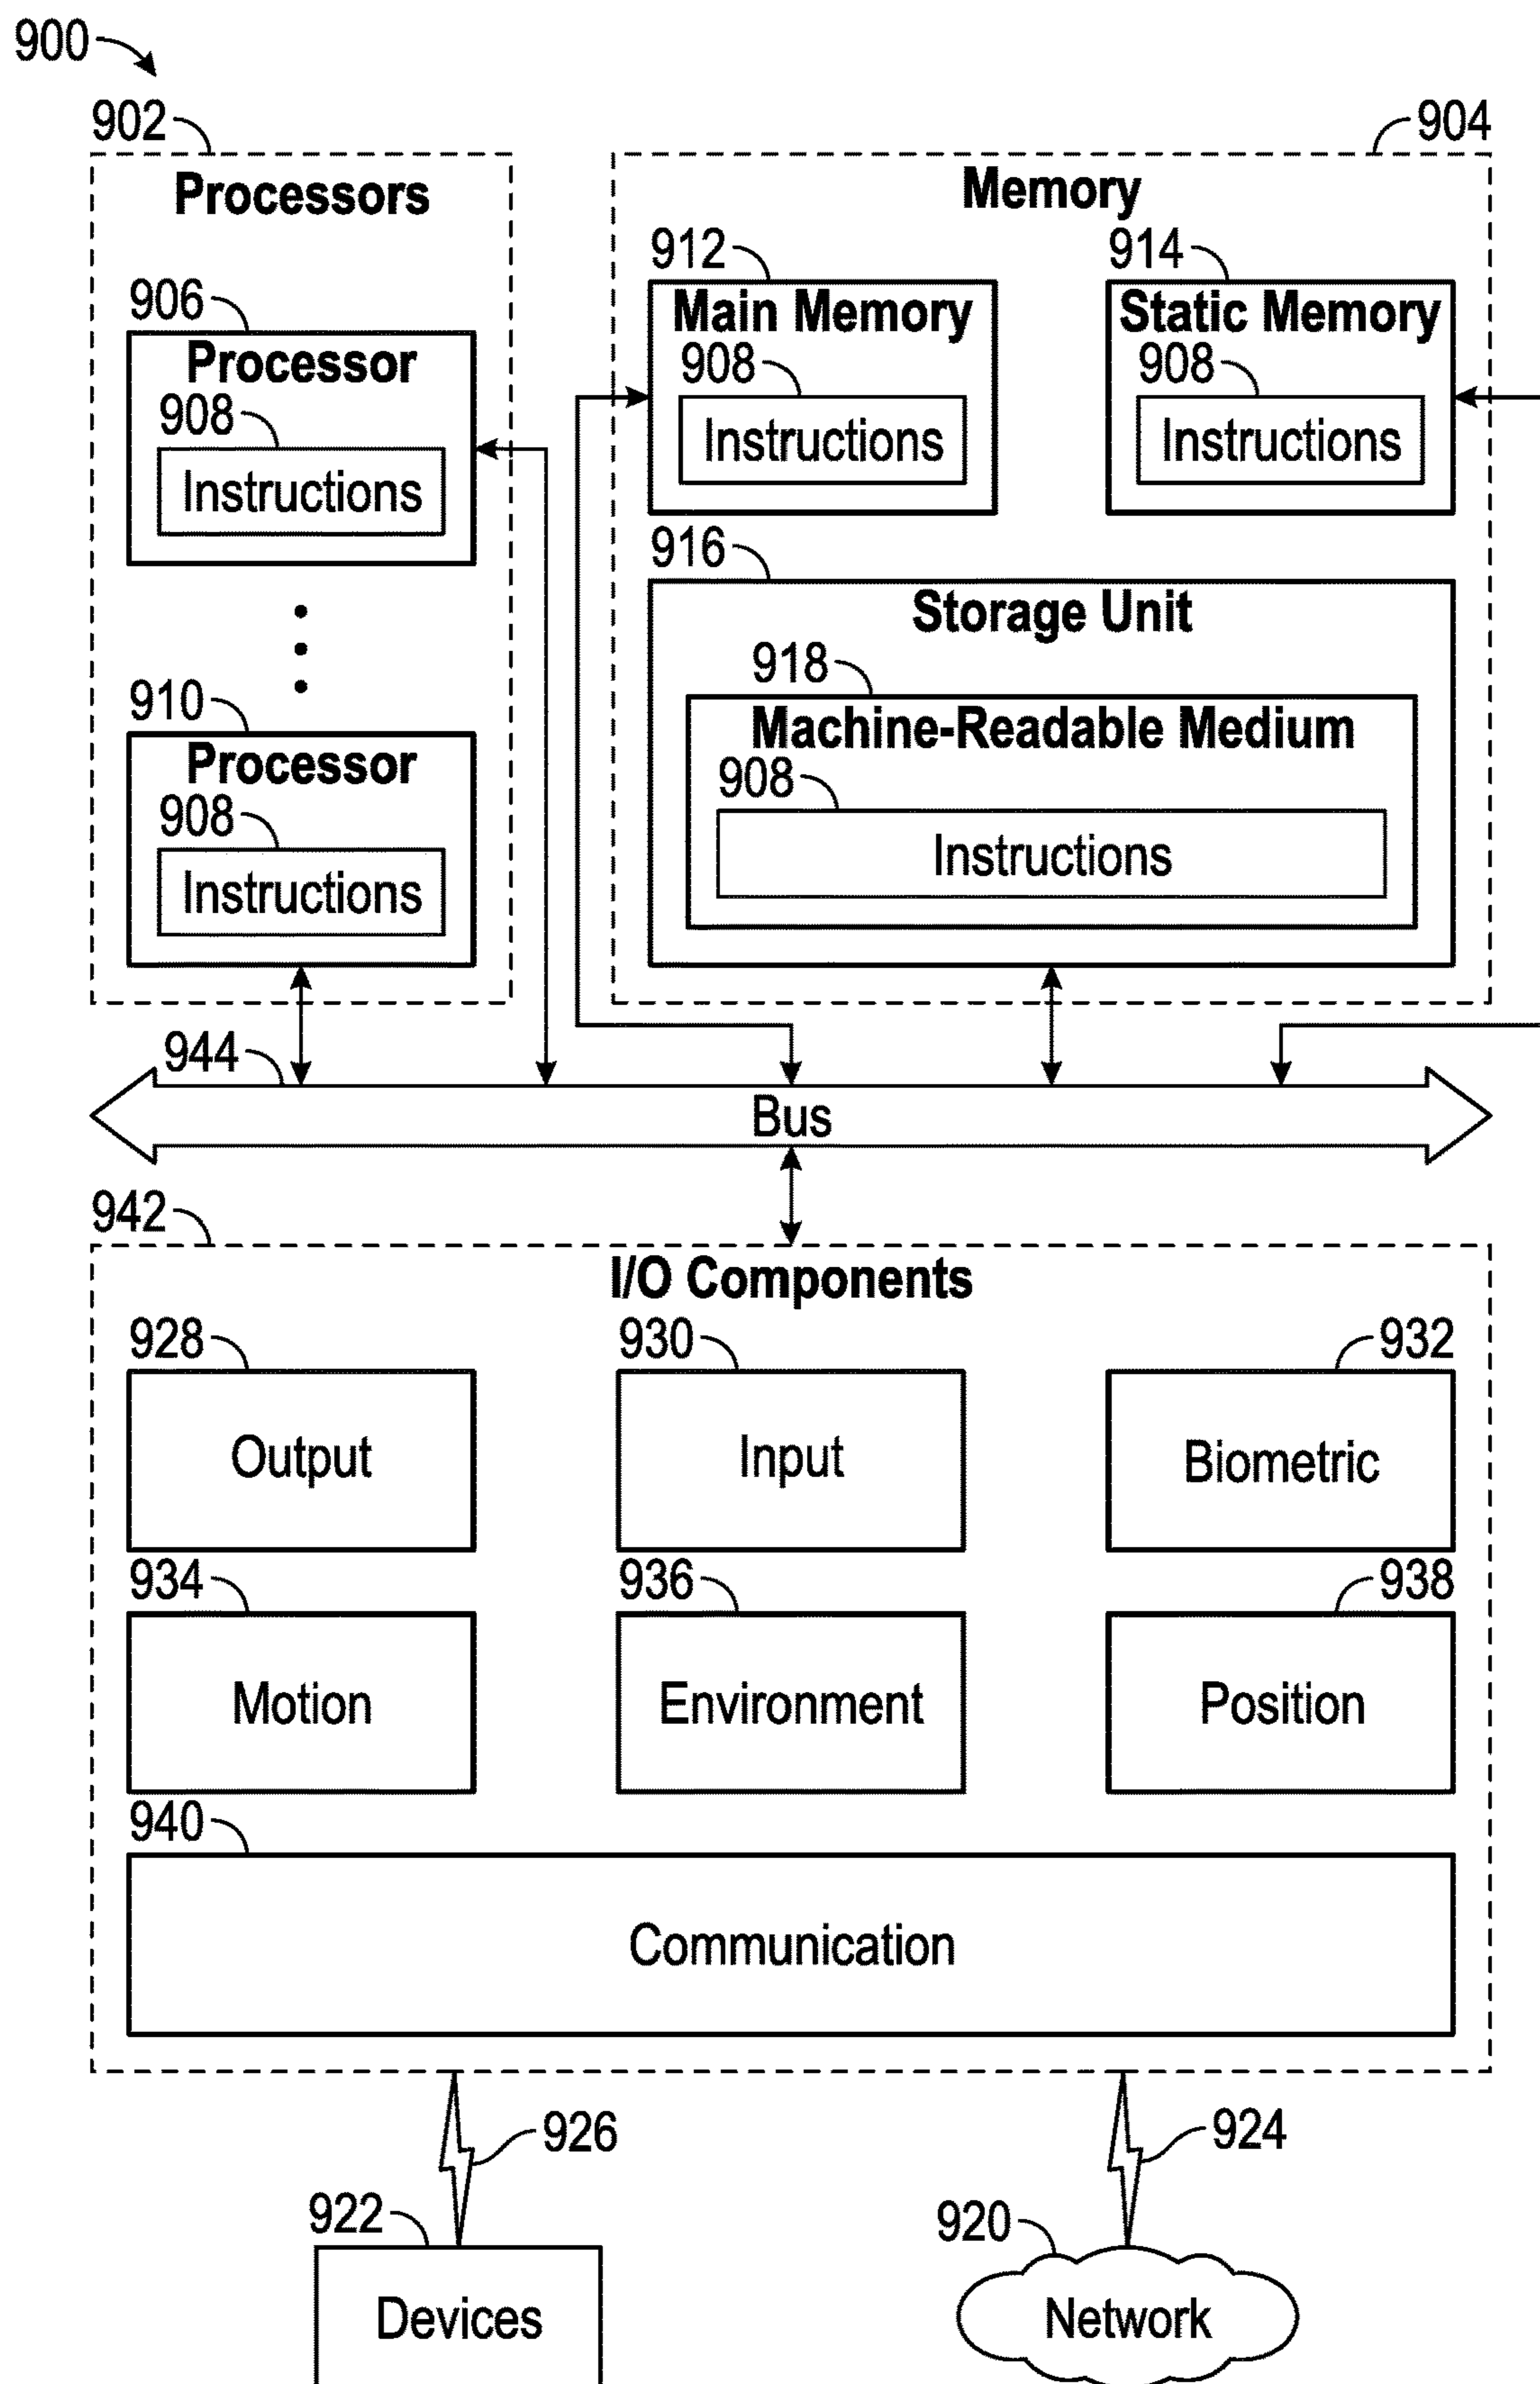 900
902
904
Processors
Memory
912
914
906
Main Memory
Static Memory
Processor
908
908
908
Instructions
Instructions
Instructions
916
Storage Unit
918
910
Machine-Readable Medium
Processor
908
908
Instructions
Instructions
944
Bus
942
I/O Components
928
930
932
Output
Input
Biometric
934
936
938
Motion
Environment
Position
940
Communication
926
924
922
920
Devices
Network